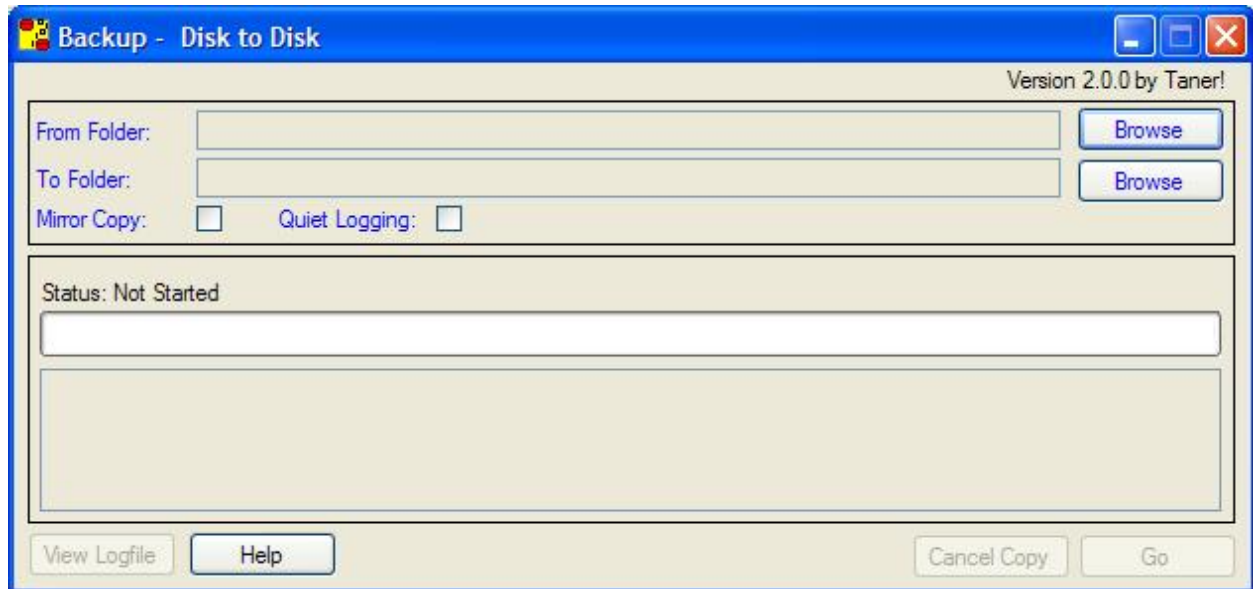 Backup - Disk to Disk
Version 2.0.0 by Taner!
From Folder: Browse
To Folder: Browse
Mirror Copy: Quiet Logging:
Status: Not Started
View Logfile Help Cancel Copy Go